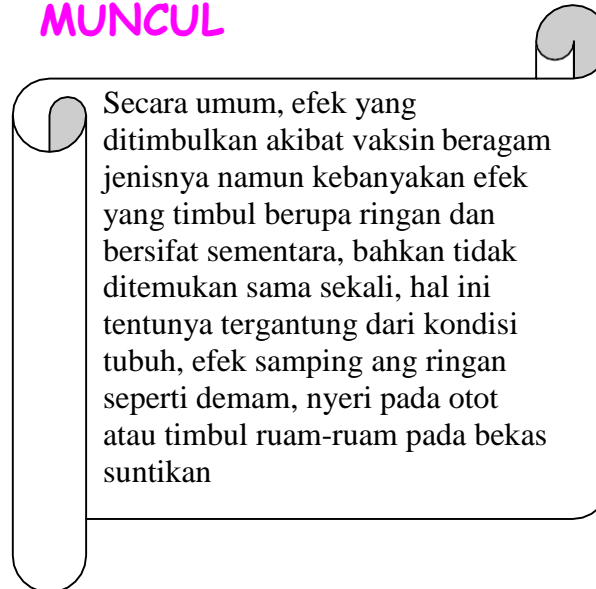 MUNCUL
Secara umum, efek yang
ditimbulkan akibat vaksin beragam
jenisnya namun kebanyakan efek
yang timbul berupa ringan dan
bersifat sementara, bahkan tidak
ditemukan sama sekali, hal ini
tentunya tergantung dari kondisi
tubuh, efek samping ang ringan
seperti demam, nyeri pada otot
atau timbul ruam-ruam pada bekas
suntikan